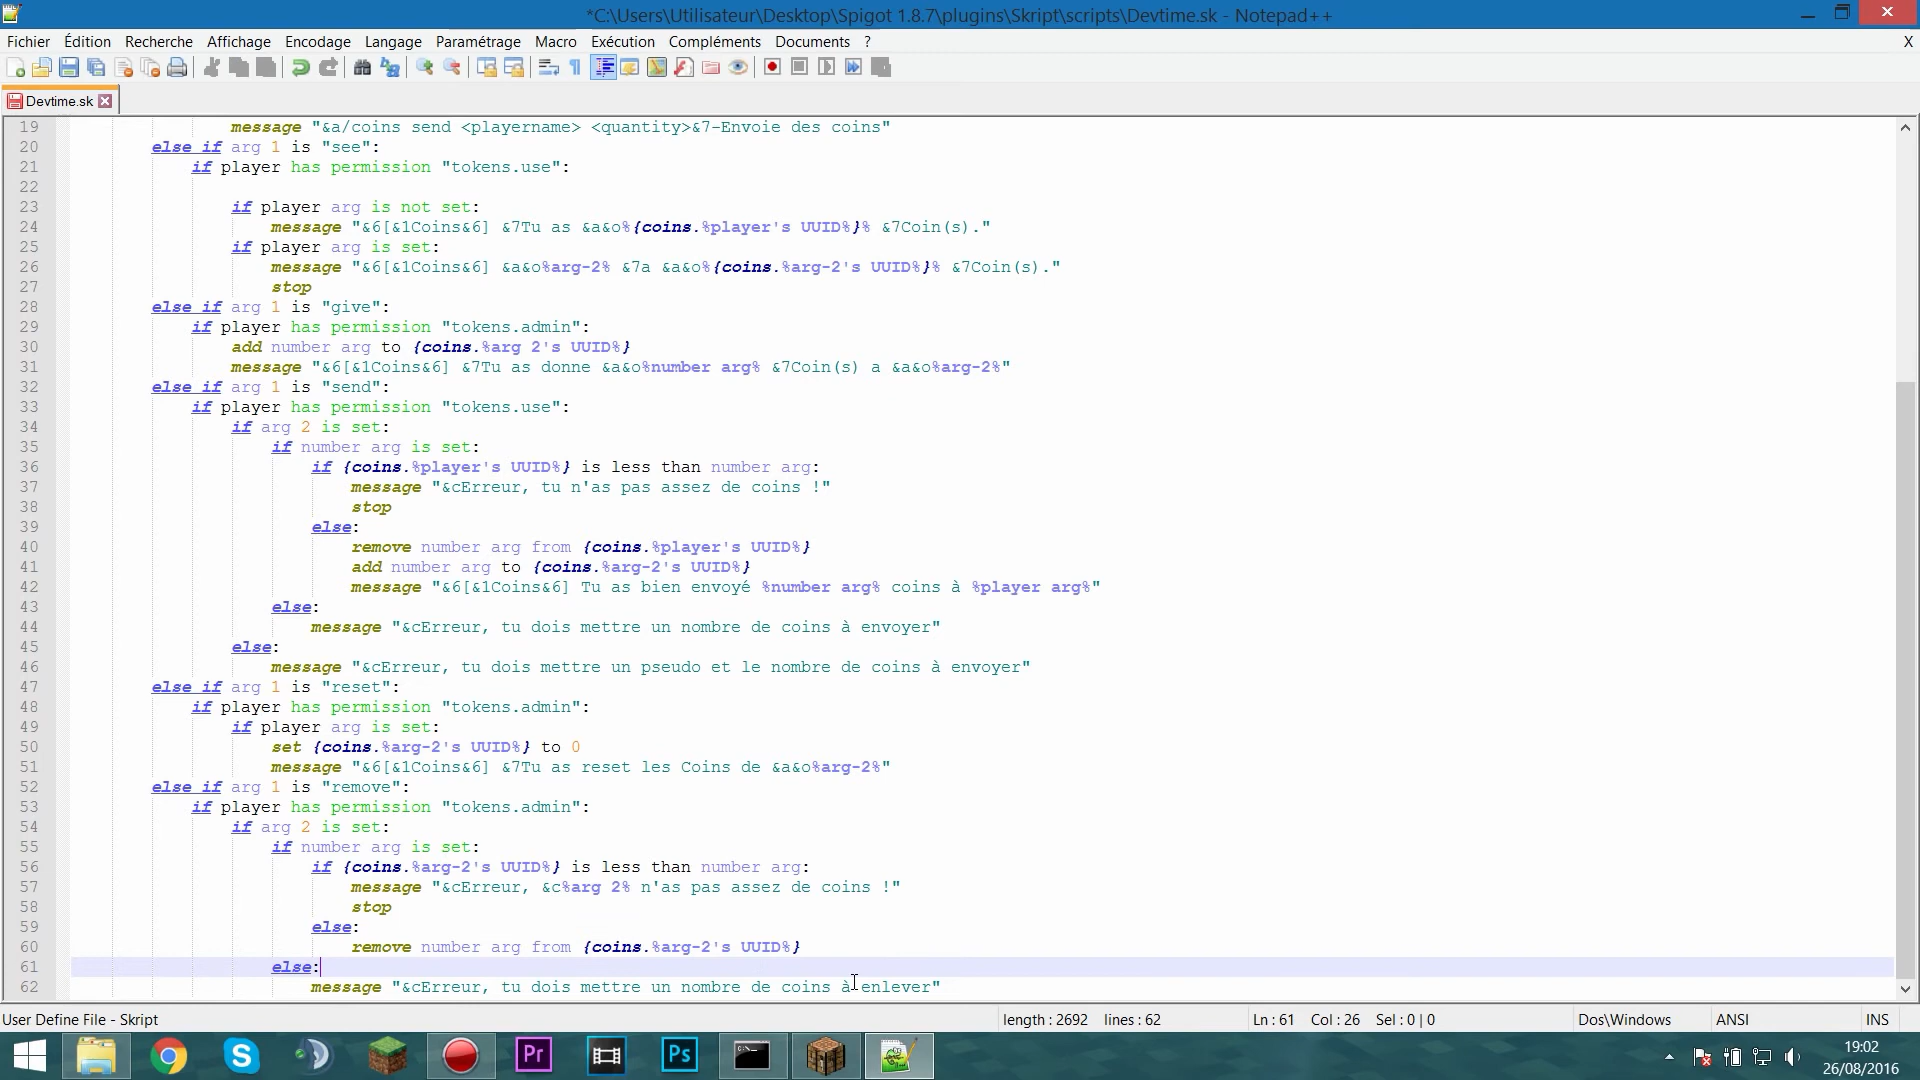 *C:\Users\Utilisateur\Desktop\Spigot 1.8.7\plugins\Skript\scripts\Devtime.sk - Notepad++
Fichier Édition Recherche Affichage Encodage Langage Paramétrage Macro Exécution Compléments Documents ? X
Devtime.sk
19 message "&a/coins send <playername> <quantity>&7-Envoie des coins"
20 else if arg 1 is "see":
21 if player has permission "tokens.use":
22
23 if player arg is not set:
24 message "&6[&1Coins&6] &7Tu as &a&o%{coins.%player's UUID%}% &7Coin(s)."
25 if player arg is set:
26 message "&6[&1Coins&6] &a&o%arg-2% &7a &a&o%{coins.%arg-2's UUID%}% &7Coin(s)."
27 stop
28 else if arg 1 is "give":
29 if player has permission "tokens.admin":
30 add number arg to {coins.%arg 2's UUID%}
31 message "&6[&1Coins&6] &7Tu as donne &a&o%number arg% &7Coin(s) a &a&o%arg-2%"
32 else if arg 1 is "send":
33 if player has permission "tokens.use":
34 if arg 2 is set:
35 if number arg is set:
36 if {coins.%player's UUID%} is less than number arg:
37 message "&cErreur, tu n'as pas assez de coins !"
38 stop
39 else:
40 remove number arg from {coins.%player's UUID%}
41 add number arg to {coins.%arg-2's UUID%}
42 message "&6[&1Coins&6] Tu as bien envoyé %number arg% coins à %player arg%"
43 else:
44 message "&cErreur, tu dois mettre un nombre de coins à envoyer"
45 else:
46 message "&cErreur, tu dois mettre un pseudo et le nombre de coins à envoyer"
47 else if arg 1 is "reset":
48 if player has permission "tokens.admin":
49 if player arg is set:
50 set {coins.%arg-2's UUID%} to 0
51 message "&6[&1Coins&6] &7Tu as reset les Coins de &a&o%arg-2%"
52 else if arg 1 is "remove":
53 if player has permission "tokens.admin":
54 if arg 2 is set:
55 if number arg is set:
56 if {coins.%arg-2's UUID%} is less than number arg:
57 message "&cErreur, &c%arg 2% n'as pas assez de coins !"
58 stop
59 else:
60 remove number arg from {coins.%arg-2's UUID%}
61 else:
62 message "&cErreur, tu dois mettre un nombre de coins à enlever"
User Define File - Skript length : 2692 lines : 62 Ln : 61 Col : 26 Sel : 0 | 0 Dos\Windows ANSI INS
Pr Ps
19:02
26/08/2016